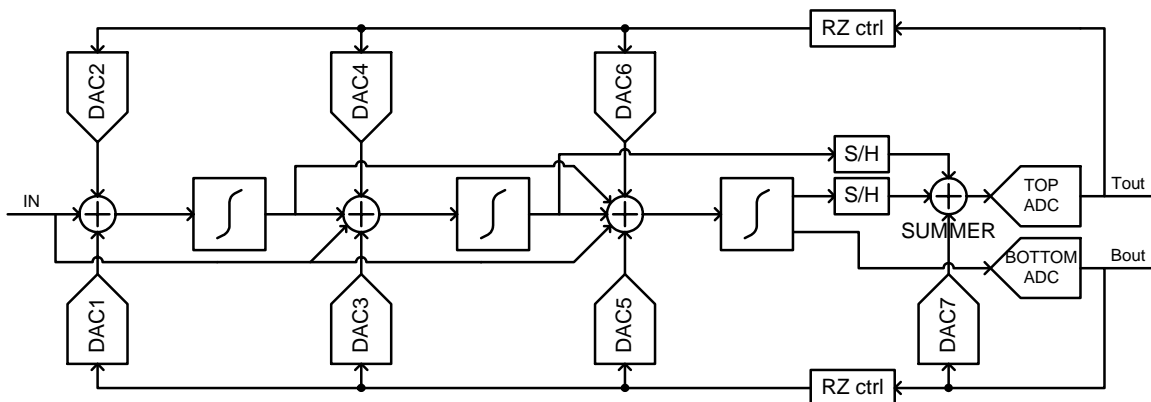 RZ ctrl
DAC2
DAC4
DAC6
S/H
IN
S/H
TOP
ADC
Tout
SUMMER
BOTTOM
ADC
Bout
DAC1
DAC3
DAC5
DAC7
RZ ctrl